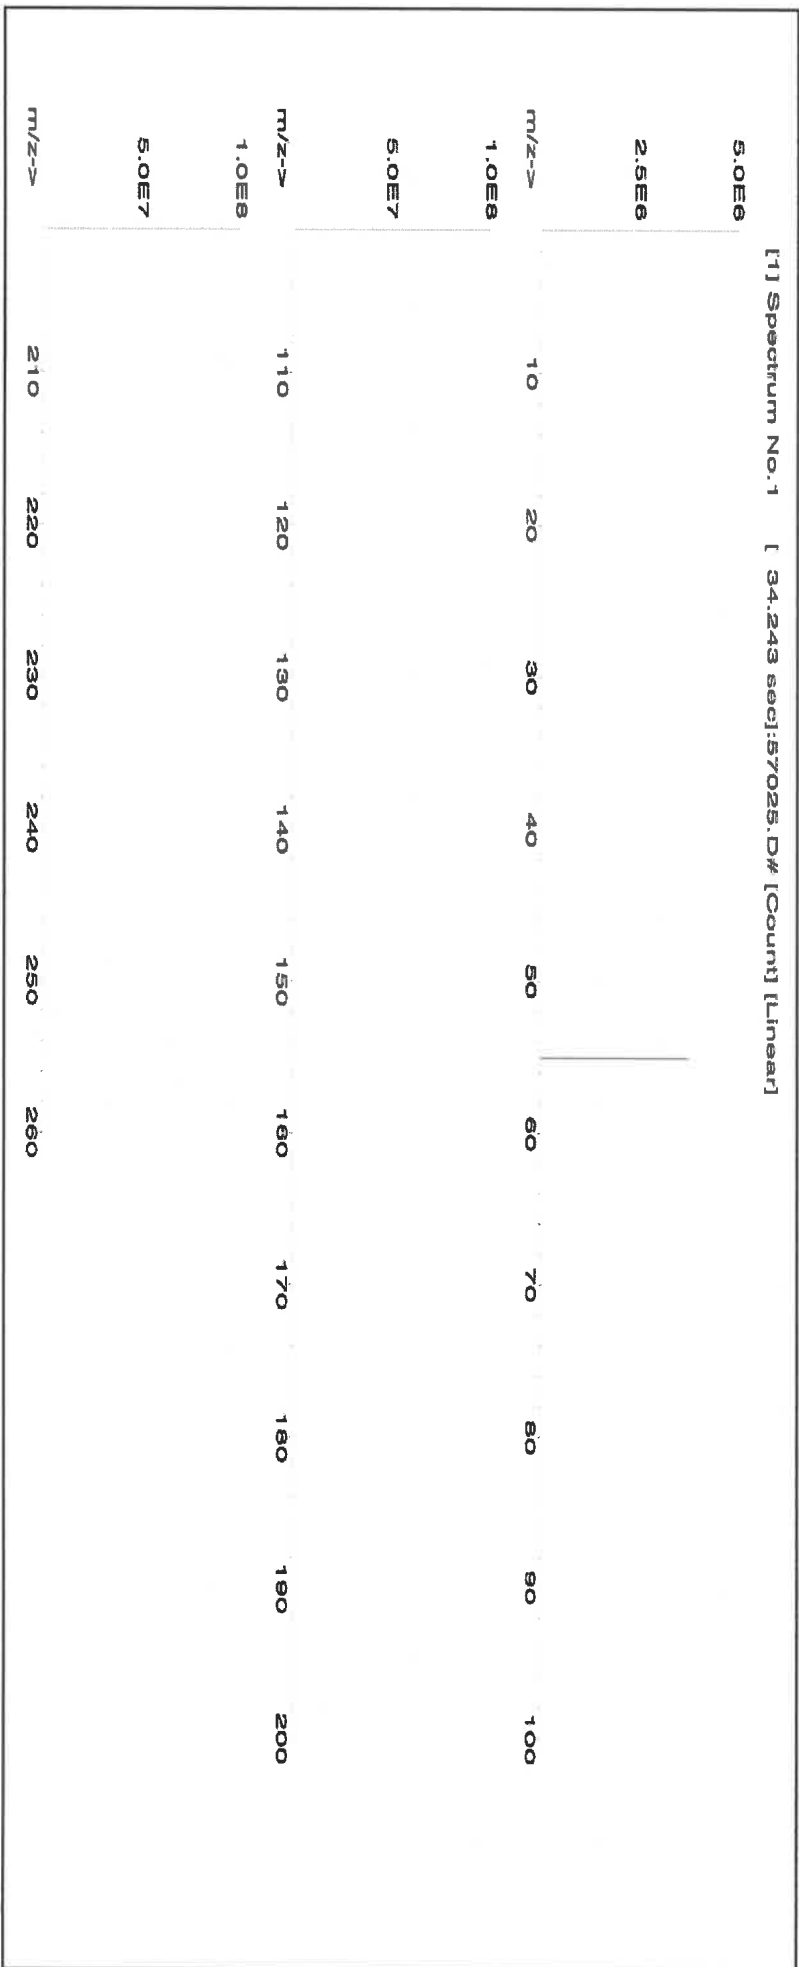 [1] Spectrum No.1 [ 34.243 sec]:57025.D# [Count] [Linear]
5.0E6
2.5E6
m/z-> 10 20 30 40 50 60 70 80 90 100
1.0E8
5.0E7
m/z-> 110 120 130 140 150 160 170 180 190 200
1.0E8
5.0E7
m/z-> 210 220 230 240 250 260